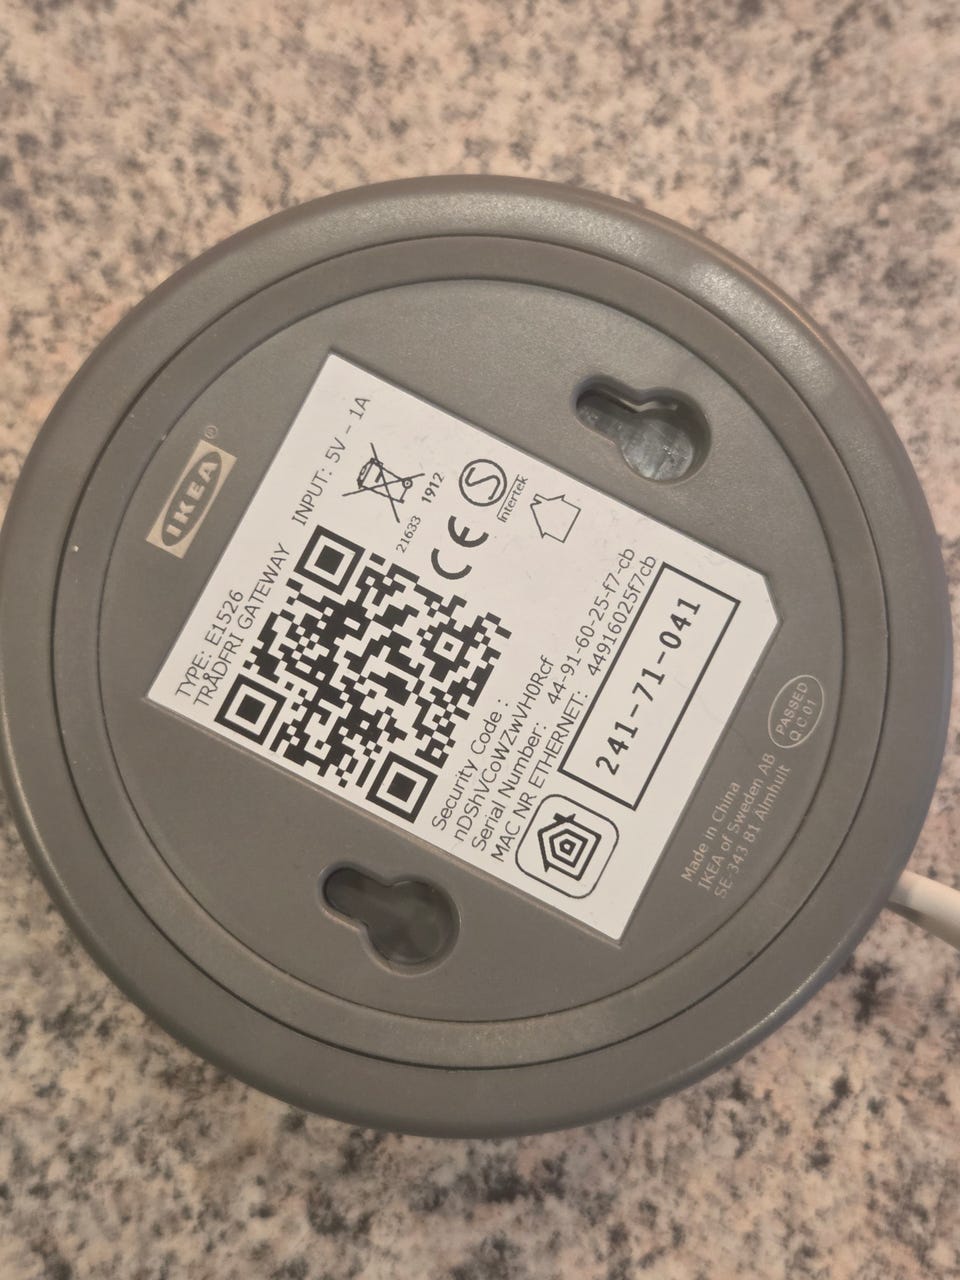 IKEA®
TYPE: E1526
TRÅDFRI GATEWAY
INPUT: 5V – 1A
21633
1912
CE
S
Intertek
Security Code :
nDShVCoWZwVH0Rcf
Serial Number: 44-91-60-25-f7-cb
MAC NR ETHERNET: 44916025f7cb
241-71-041
PASSED
QC 01
Made in China
IKEA of Sweden AB
SE-343 81 Älmhult